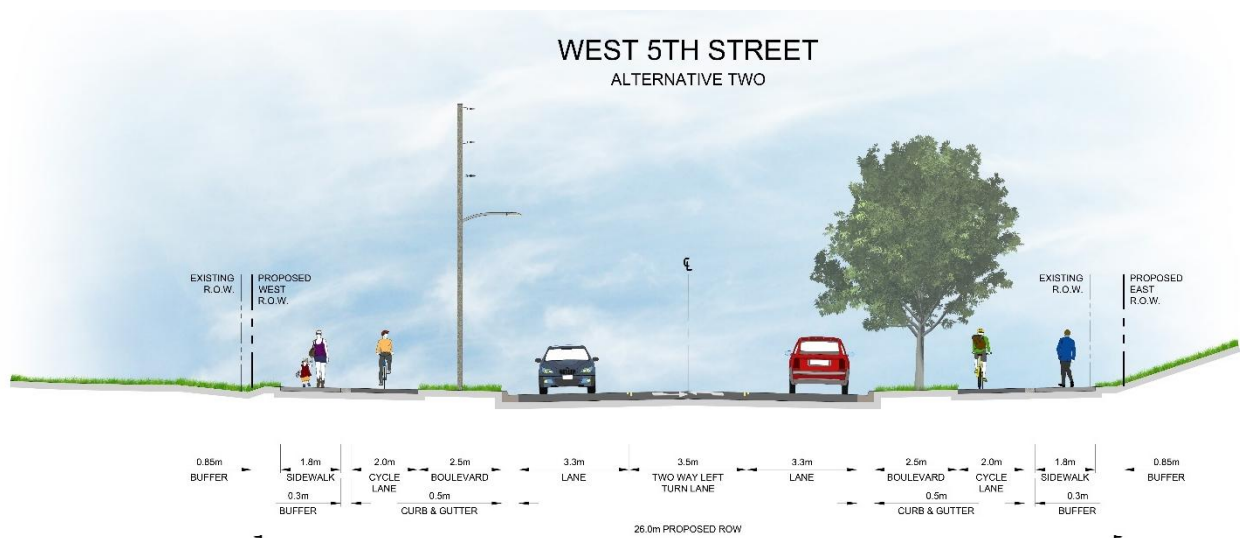 WEST 5TH STREET
ALTERNATIVE TWO
EXISTING
R.O.W.
PROPOSED
WEST
R.O.W.
℄
EXISTING
R.O.W.
PROPOSED
EAST
R.O.W.
0.85m
BUFFER
1.8m
SIDEWALK
2.0m
CYCLE
LANE
2.5m
BOULEVARD
3.3m
LANE
3.5m
TWO WAY LEFT
TURN LANE
3.3m
LANE
2.5m
BOULEVARD
2.0m
CYCLE
LANE
1.8m
SIDEWALK
0.85m
BUFFER
0.3m
BUFFER
0.5m
CURB & GUTTER
0.5m
CURB & GUTTER
0.3m
BUFFER
26.0m PROPOSED ROW